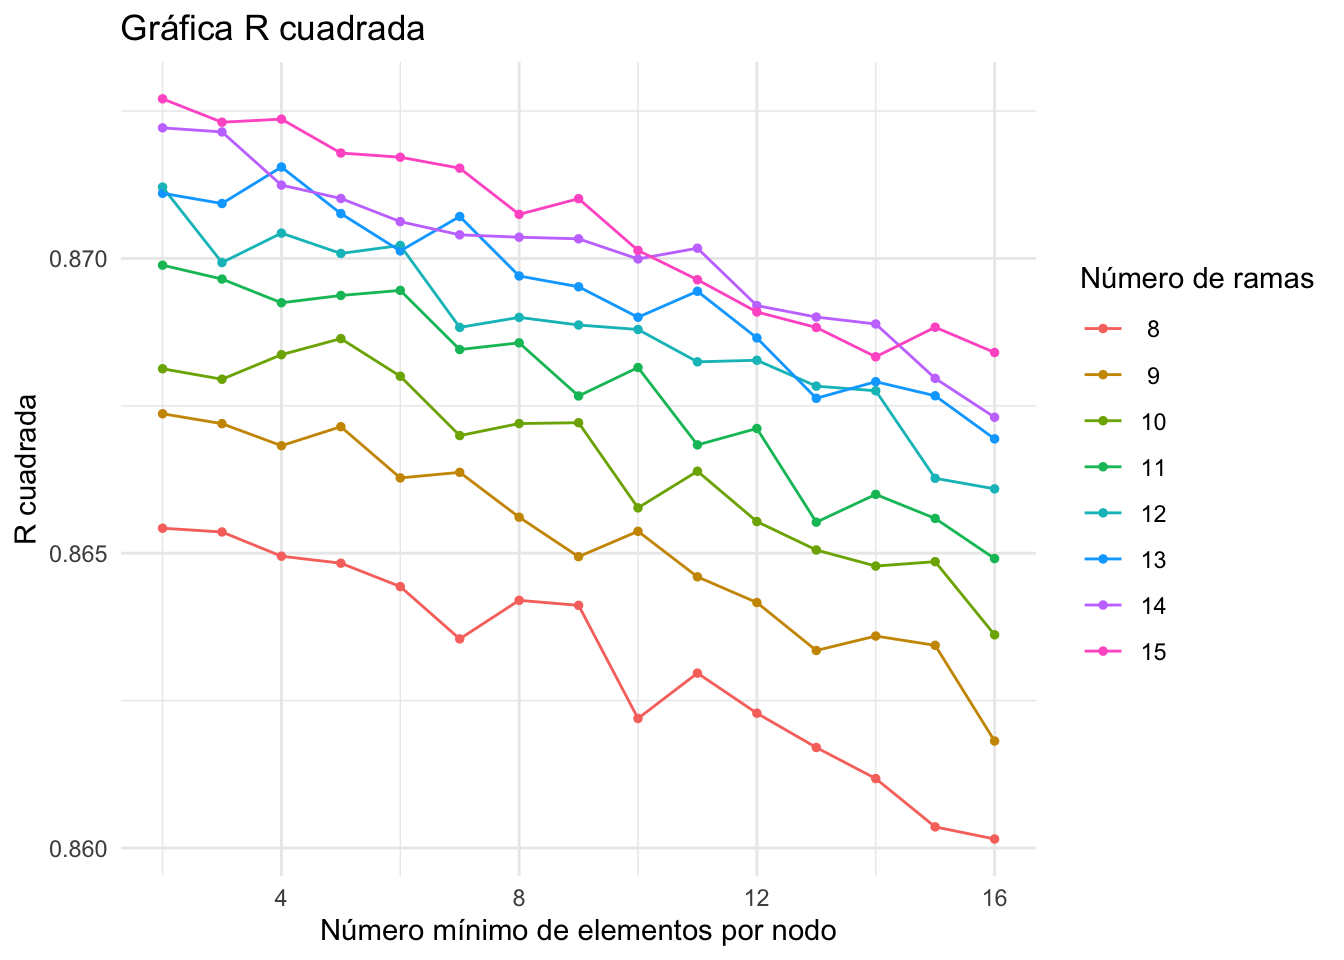 Gráfica R cuadrada
R cuadrada
0.870
0.865
0.860
4 8 12 16
Número mínimo de elementos por nodo
Número de ramas
8
9
10
11
12
13
14
15